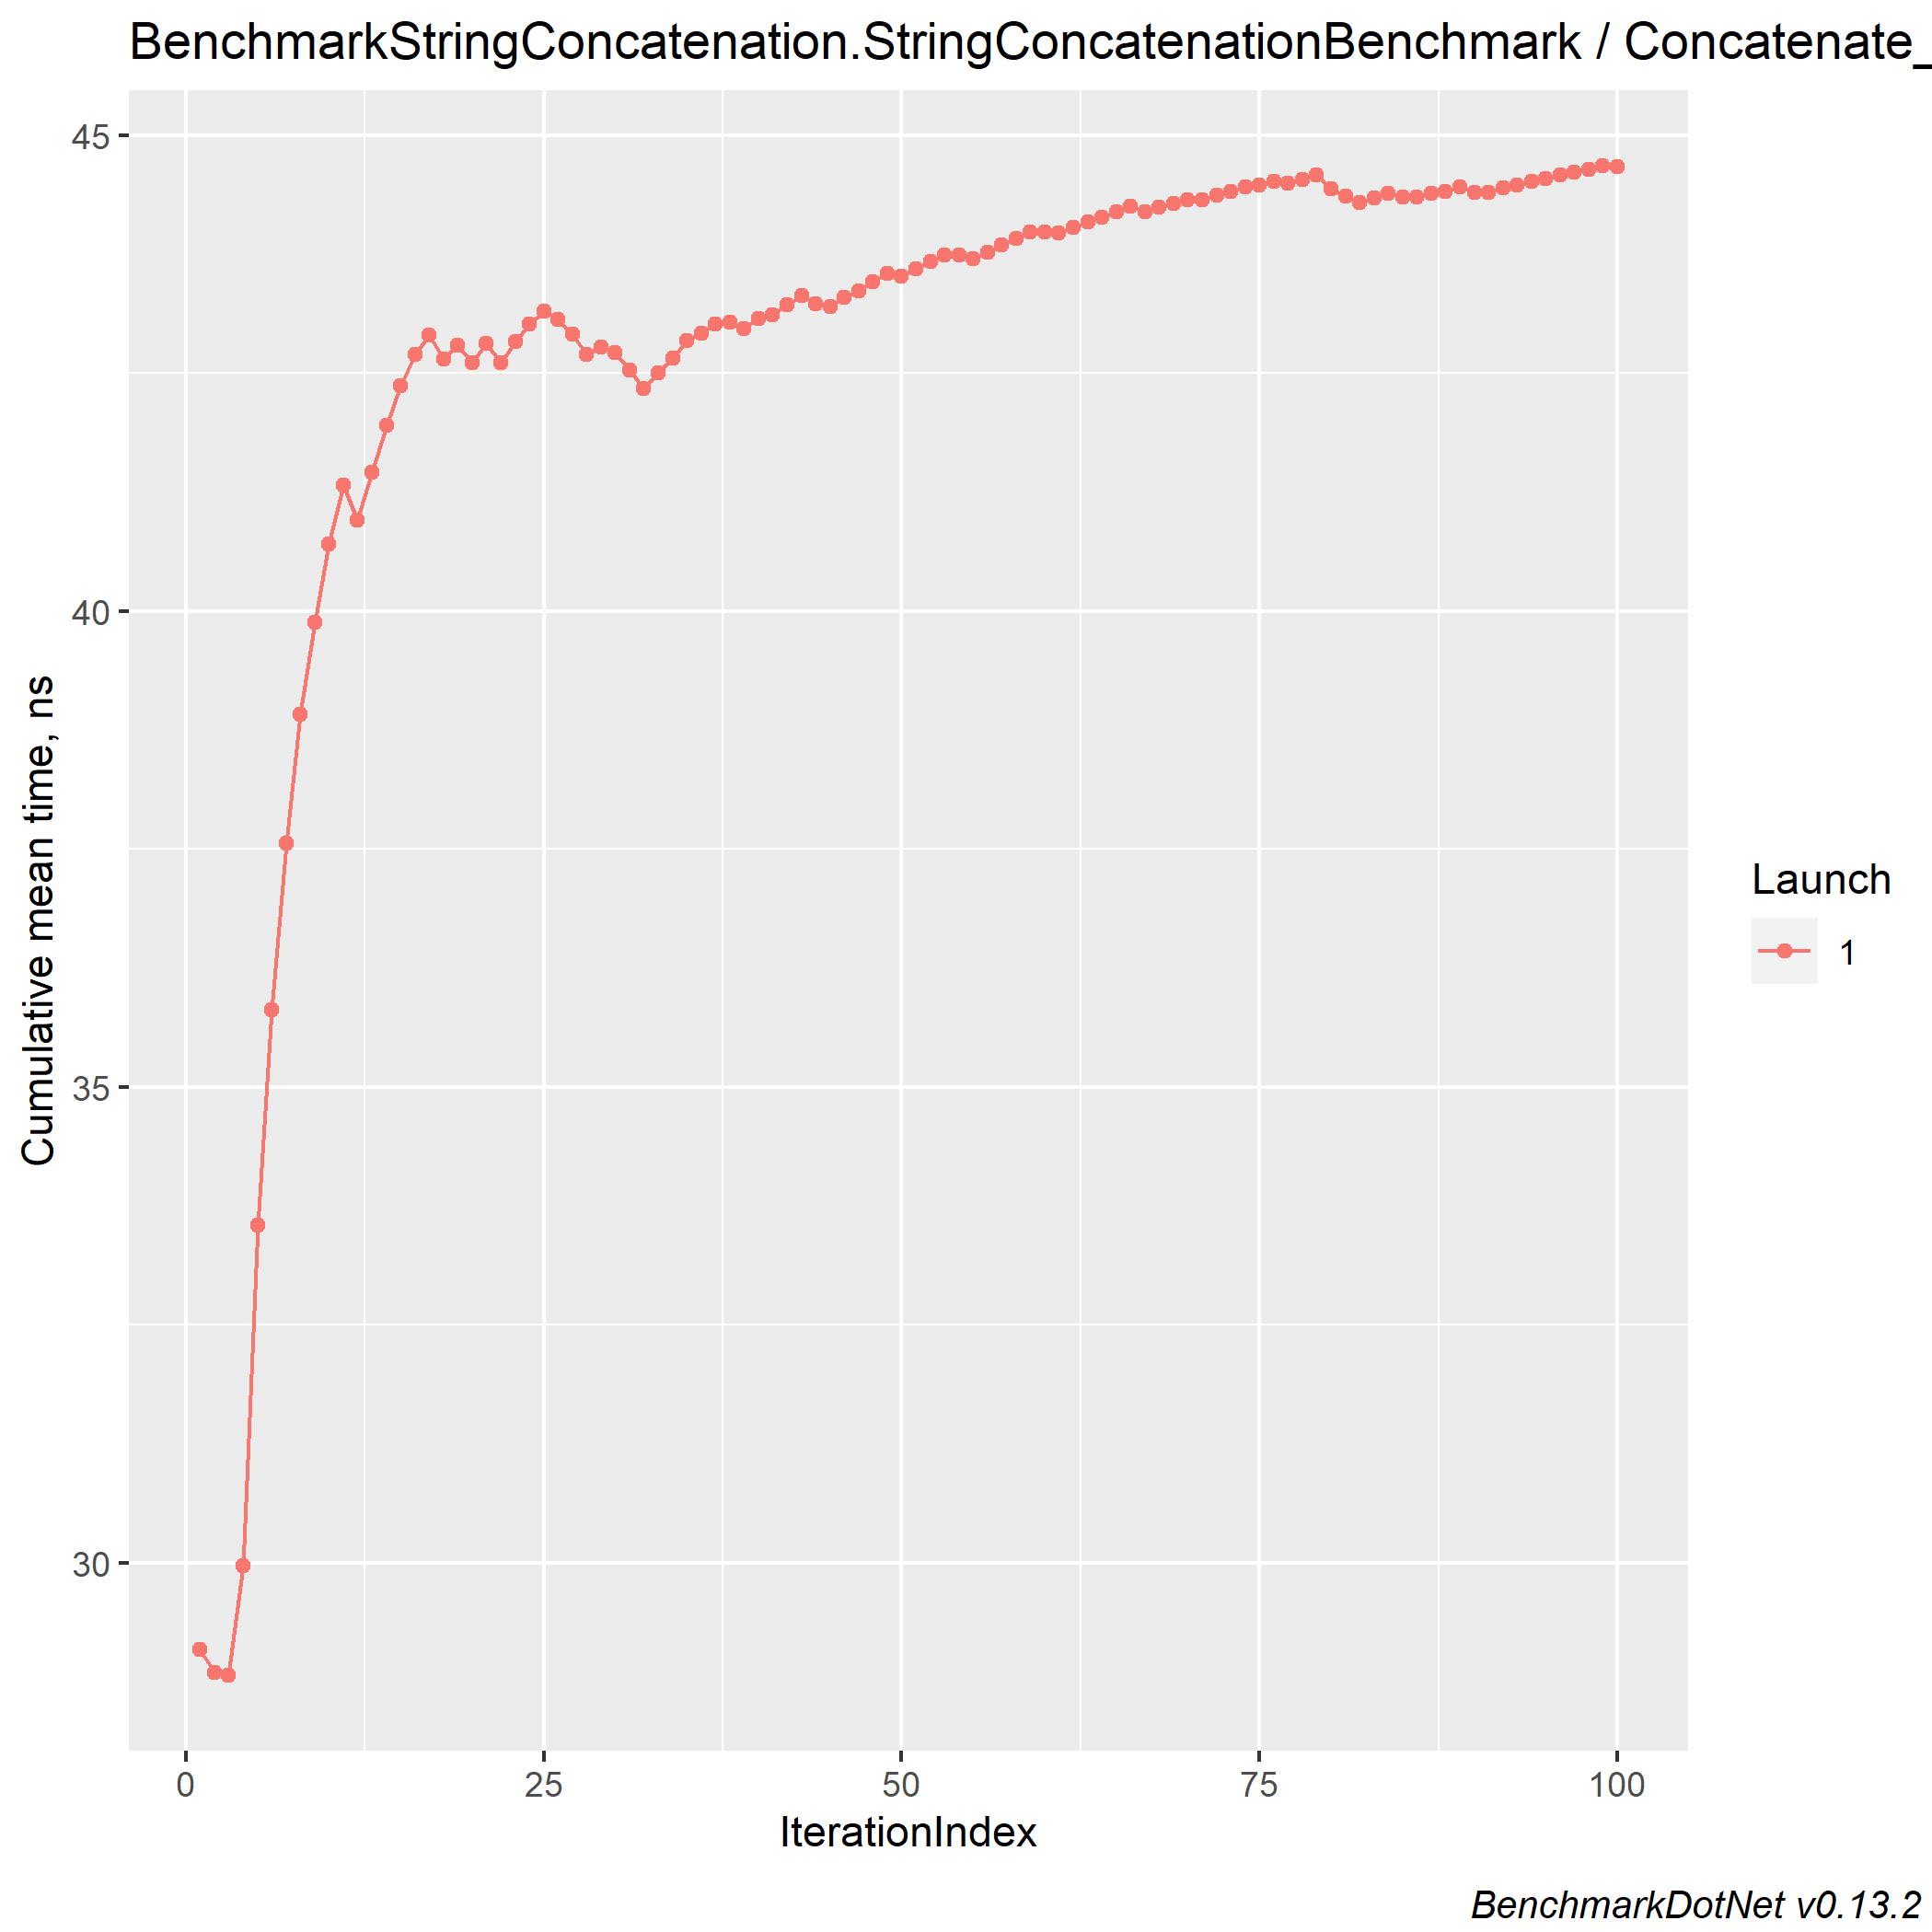 BenchmarkStringConcatenation.StringConcatenationBenchmark / Concatenate_
45
40
35
30
Cumulative mean time, ns
0 25 50 75 100
IterationIndex
Launch
1
BenchmarkDotNet v0.13.2